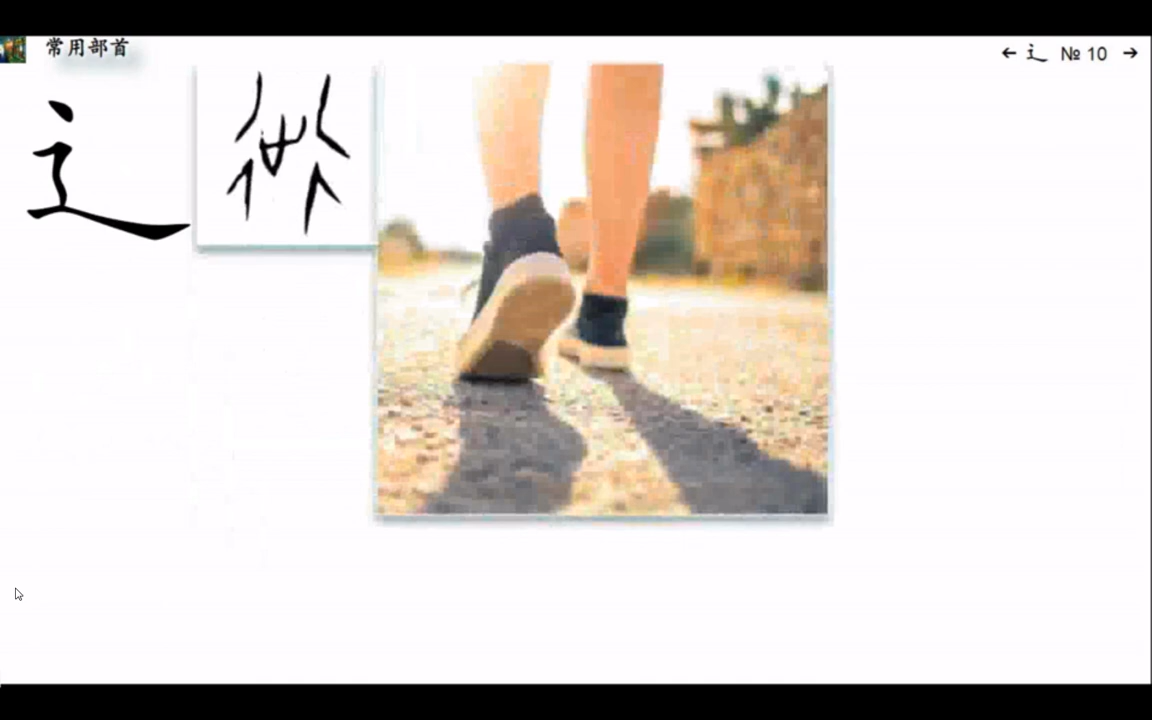 常用部首
← 辶 № 10 →
辶